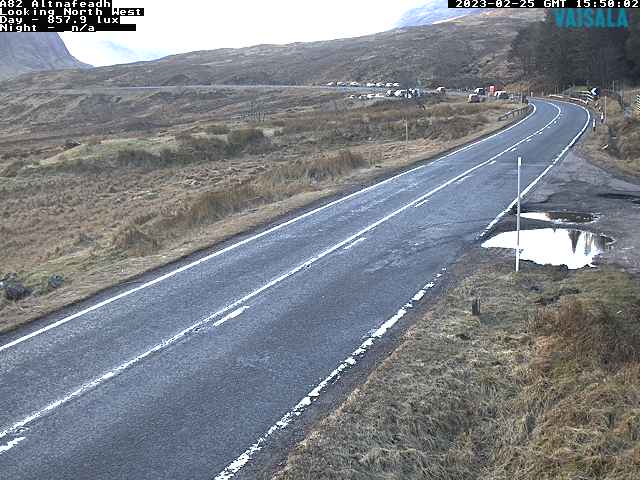 A82 Altnafeadh
Looking North West
Day - 857.9 lux
Night - n/a
2023-02-25 GMT 15:50:02
VAISALA